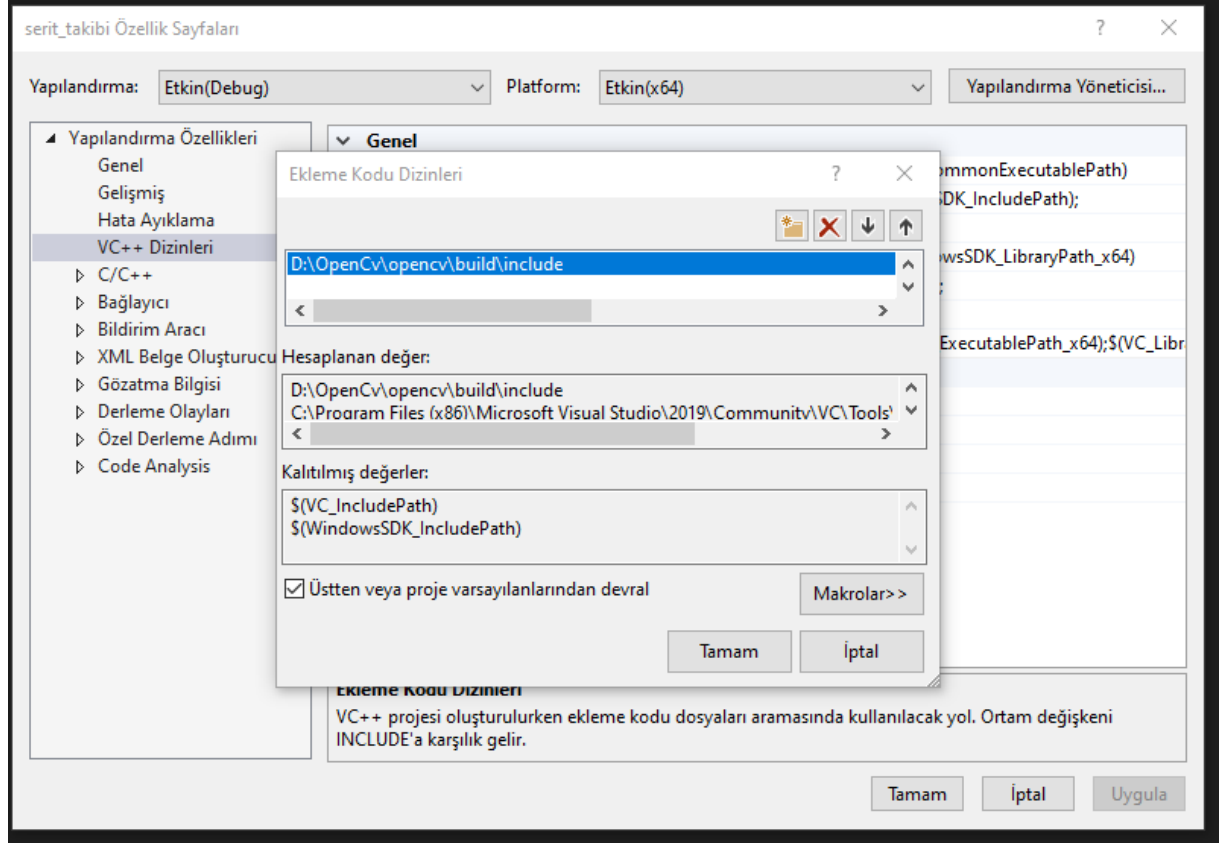 serit_takibi Özellik Sayfaları
?
Yapılandırma: Etkin(Debug) Platform: Etkin(x64) Yapılandırma Yöneticisi...
Yapılandırma Özellikleri
Genel
Gelişmiş
Hata Ayıklama
VC++ Dizinleri
C/C++
Bağlayıcı
Bildirim Aracı
XML Belge Oluşturucu
Gözatma Bilgisi
Derleme Olayları
Özel Derleme Adımı
Code Analysis
Genel
ommonExecutablePath)
SDK_IncludePath);
owsSDK_LibraryPath_x64)
;
ExecutablePath_x64);$(VC_Libr
Ekleme Kodu Dizinleri
?
D:\OpenCv\opencv\build\include
Hesaplanan değer:
D:\OpenCv\opencv\build\include
C:\Program Files (x86)\Microsoft Visual Studio\2019\Community\VC\Tools\
Kalıtılmış değerler:
$(VC_IncludePath)
$(WindowsSDK_IncludePath)
Üstten veya proje varsayılanlarından devral
Makrolar>>
Tamam İptal
Ekleme Kodu Dizinleri
VC++ projesi oluşturulurken ekleme kodu dosyaları aramasında kullanılacak yol. Ortam değişkeni
INCLUDE'a karşılık gelir.
Tamam İptal Uygula